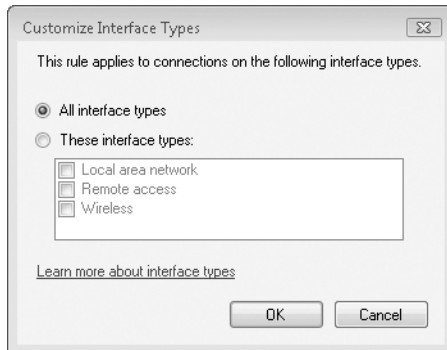 Customize Interface Types
This rule applies to connections on the following interface types.
All interface types
These interface types:
Local area network
Remote access
Wireless
Learn more about interface types
OK
Cancel